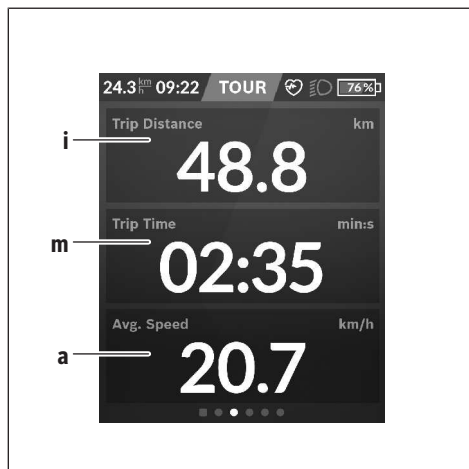 24.3 km/h 09:22 TOUR 76%
Trip Distance km
i
48.8
Trip Time min:s
m
02:35
Avg. Speed km/h
a
20.7